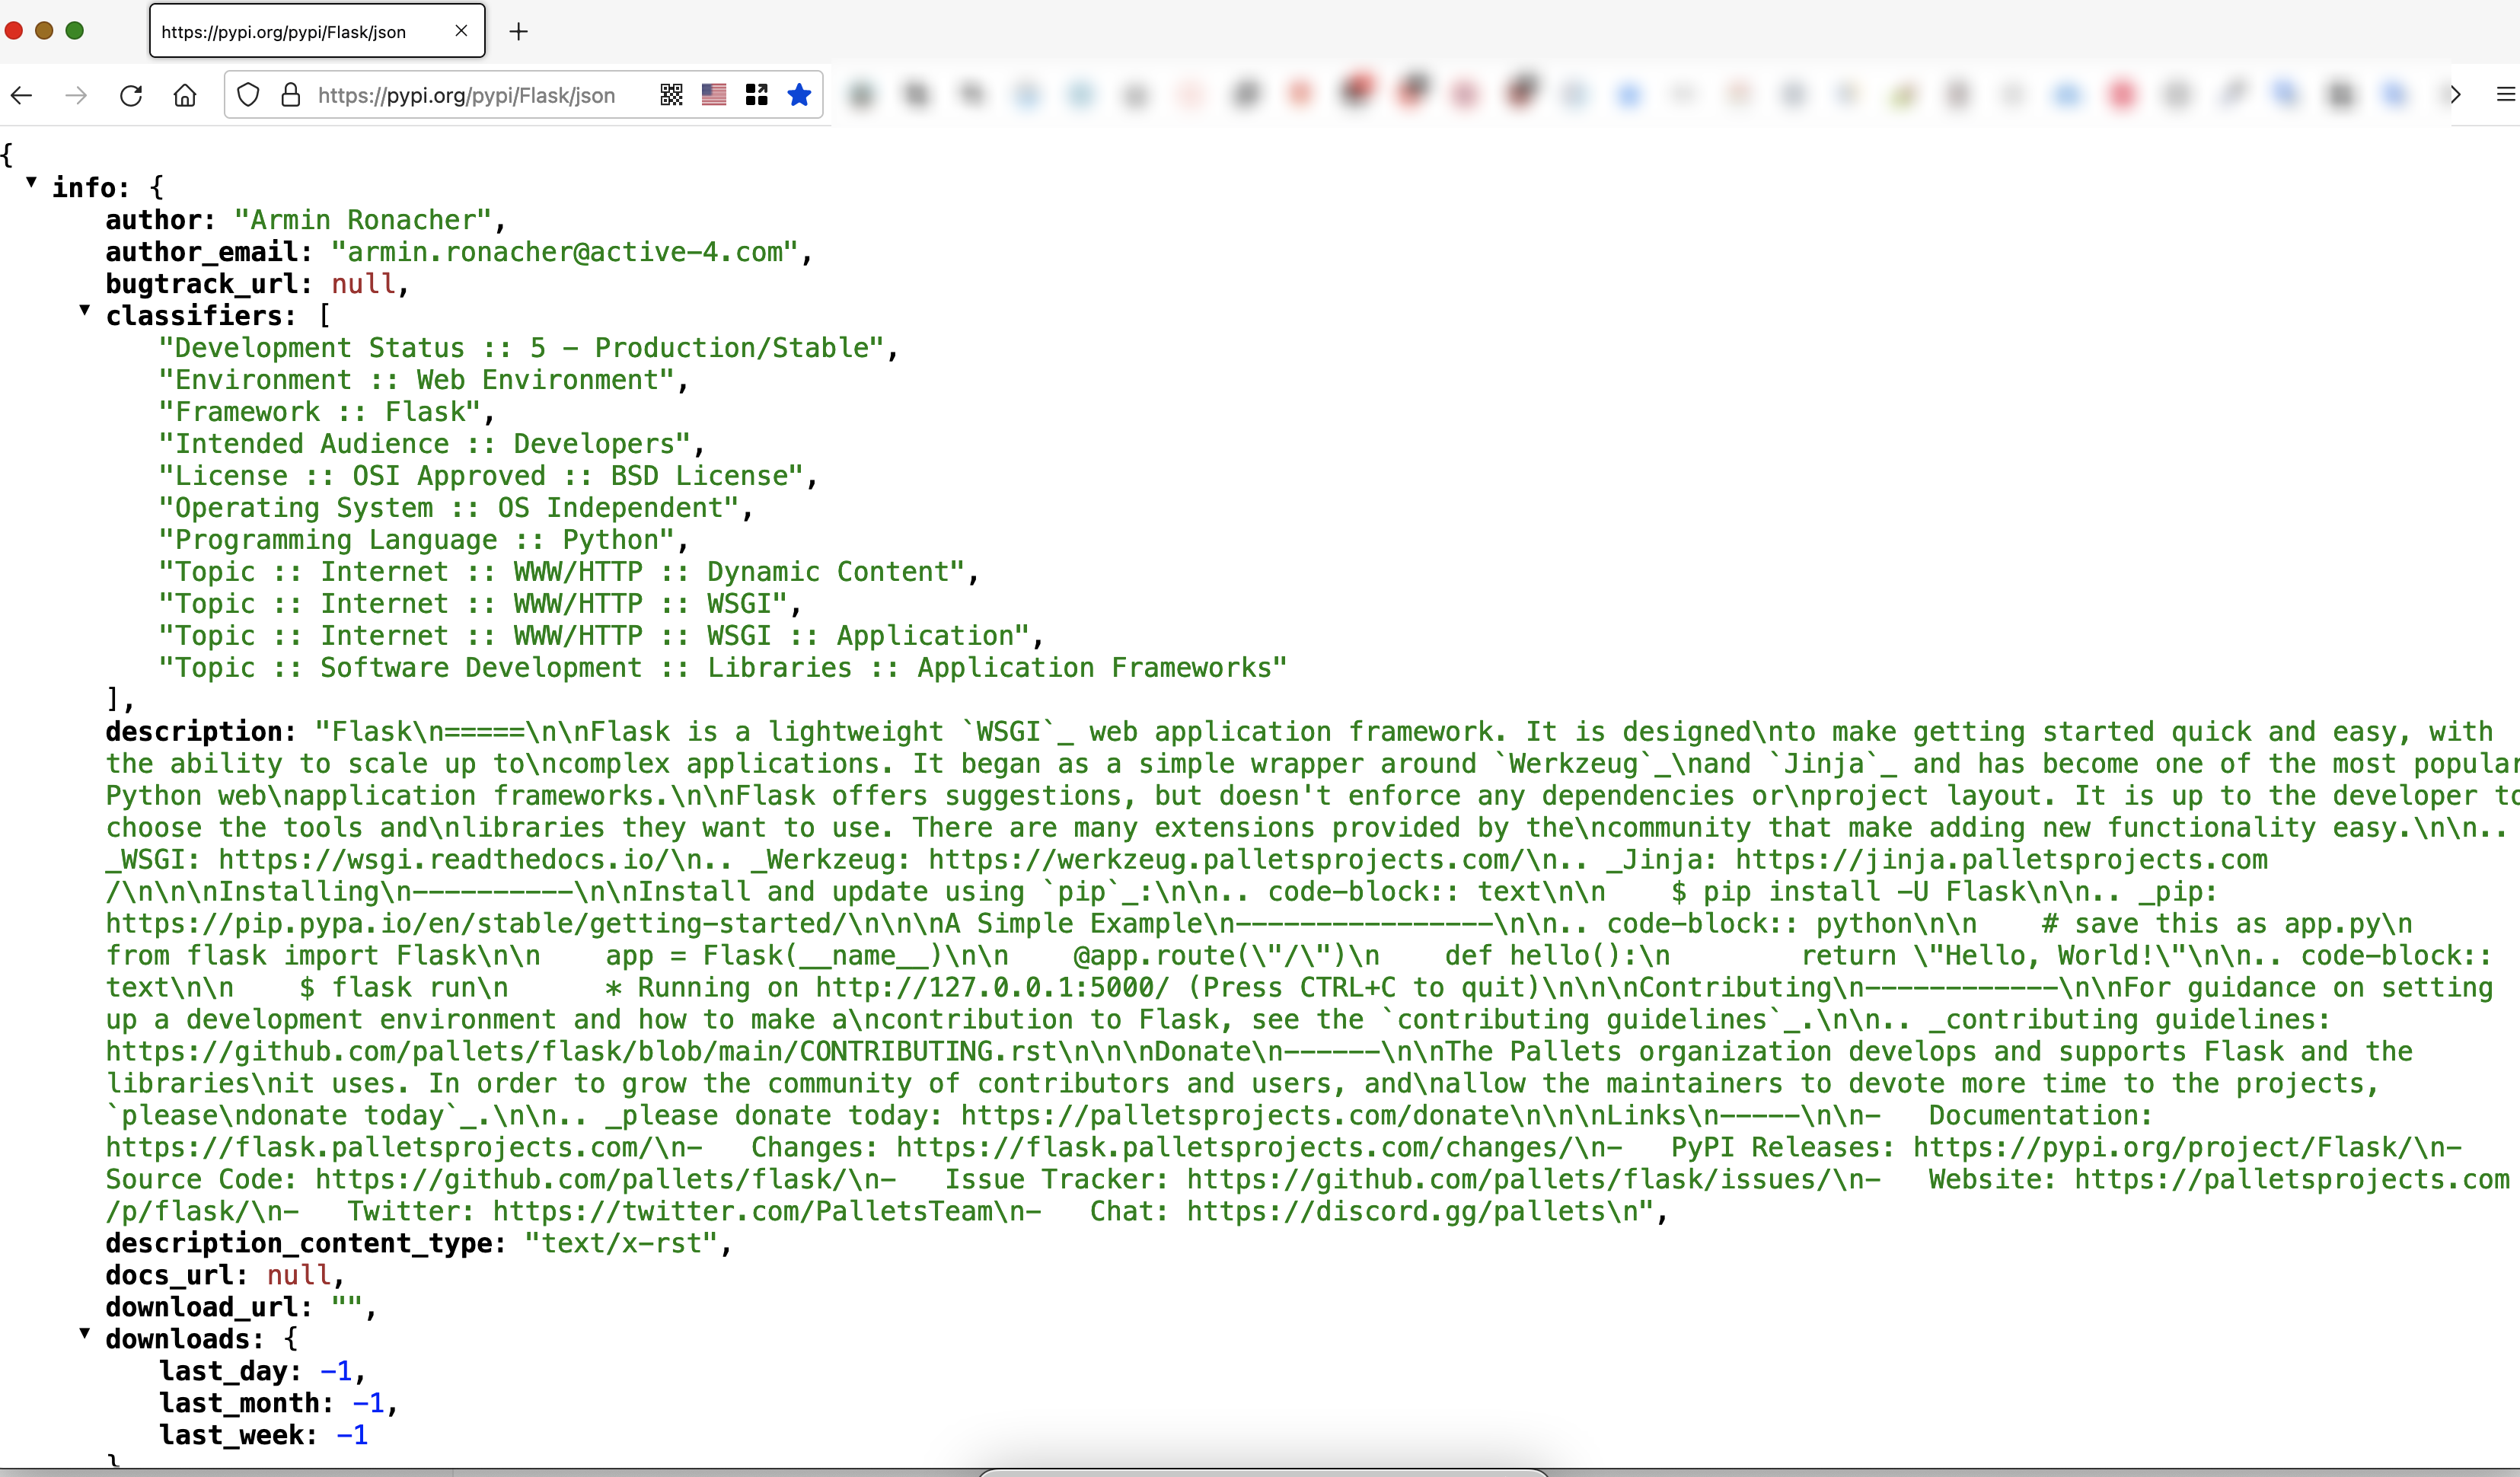 https://pypi.org/pypi/Flask/json
https://pypi.org/pypi/Flask/json
{
info: {
author: "Armin Ronacher",
author_email: "armin.ronacher@active-4.com",
bugtrack_url: null,
classifiers: [
"Development Status :: 5 - Production/Stable",
"Environment :: Web Environment",
"Framework :: Flask",
"Intended Audience :: Developers",
"License :: OSI Approved :: BSD License",
"Operating System :: OS Independent",
"Programming Language :: Python",
"Topic :: Internet :: WWW/HTTP :: Dynamic Content",
"Topic :: Internet :: WWW/HTTP :: WSGI",
"Topic :: Internet :: WWW/HTTP :: WSGI :: Application",
"Topic :: Software Development :: Libraries :: Application Frameworks"
],
description: "Flask\n=====\n\nFlask is a lightweight `WSGI`_ web application framework. It is designed\nto make getting started quick and easy, with
the ability to scale up to\ncomplex applications. It began as a simple wrapper around `Werkzeug`_\nand `Jinja`_ and has become one of the most popular
Python web\napplication frameworks.\n\nFlask offers suggestions, but doesn't enforce any dependencies or\nproject layout. It is up to the developer to
choose the tools and\nlibraries they want to use. There are many extensions provided by the\ncommunity that make adding new functionality easy.\n\n..
_WSGI: https://wsgi.readthedocs.io/\n.. _Werkzeug: https://werkzeug.palletsprojects.com/\n.. _Jinja: https://jinja.palletsprojects.com
/\n\n\nInstalling\n----------\n\nInstall and update using `pip`_:\n\n.. code-block:: text\n\n    $ pip install -U Flask\n\n.. _pip:
https://pip.pypa.io/en/stable/getting-started/\n\n\nA Simple Example\n----------------\n\n.. code-block:: python\n\n    # save this as app.py\n
from flask import Flask\n\n    app = Flask(__name__)\n\n    @app.route(\"/\")\n    def hello():\n        return \"Hello, World!\"\n\n.. code-block::
text\n\n    $ flask run\n      * Running on http://127.0.0.1:5000/ (Press CTRL+C to quit)\n\n\nContributing\n------------\n\nFor guidance on setting
up a development environment and how to make a\ncontribution to Flask, see the `contributing guidelines`_.\n\n.. _contributing guidelines:
https://github.com/pallets/flask/blob/main/CONTRIBUTING.rst\n\n\nDonate\n------\n\nThe Pallets organization develops and supports Flask and the
libraries\nit uses. In order to grow the community of contributors and users, and\nallow the maintainers to devote more time to the projects,
`please\ndonate today`_.\n\n.. _please donate today: https://palletsprojects.com/donate\n\n\nLinks\n-----\n\n-   Documentation:
https://flask.palletsprojects.com/\n-   Changes: https://flask.palletsprojects.com/changes/\n-   PyPI Releases: https://pypi.org/project/Flask/\n-
Source Code: https://github.com/pallets/flask/\n-   Issue Tracker: https://github.com/pallets/flask/issues/\n-   Website: https://palletsprojects.com
/p/flask/\n-   Twitter: https://twitter.com/PalletsTeam\n-   Chat: https://discord.gg/pallets\n",
description_content_type: "text/x-rst",
docs_url: null,
download_url: "",
downloads: {
last_day: -1,
last_month: -1,
last_week: -1
}